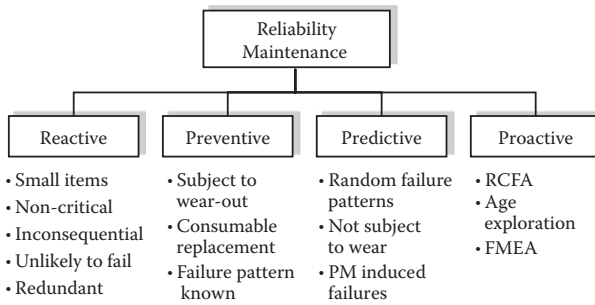 Reliability
Maintenance
Reactive
• Small items
• Non-critical
• Inconsequential
• Unlikely to fail
• Redundant
Preventive
• Subject to
wear-out
• Consumable
replacement
• Failure pattern
known
Predictive
• Random failure
patterns
• Not subject
to wear
• PM induced
failures
Proactive
• RCFA
• Age
exploration
• FMEA